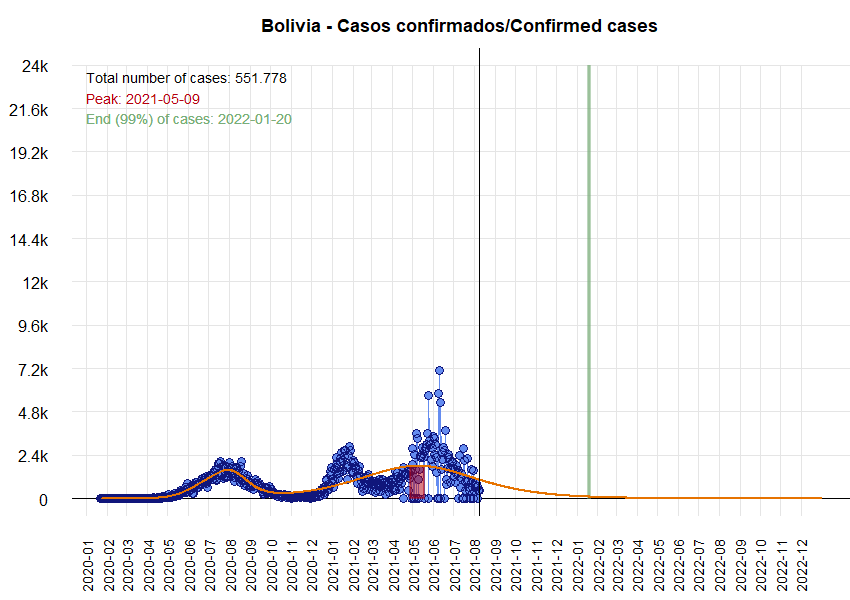 Bolivia - Casos confirmados/Confirmed cases
Total number of cases: 551.778
Peak: 2021-05-09
End (99%) of cases: 2022-01-20
24k
21.6k
19.2k
16.8k
14.4k
12k
9.6k
7.2k
4.8k
2.4k
0
2020-01
2020-02
2020-03
2020-04
2020-05
2020-06
2020-07
2020-08
2020-09
2020-10
2020-11
2020-12
2021-01
2021-02
2021-03
2021-04
2021-05
2021-06
2021-07
2021-08
2021-09
2021-10
2021-11
2021-12
2022-01
2022-02
2022-03
2022-04
2022-05
2022-06
2022-07
2022-08
2022-09
2022-10
2022-11
2022-12